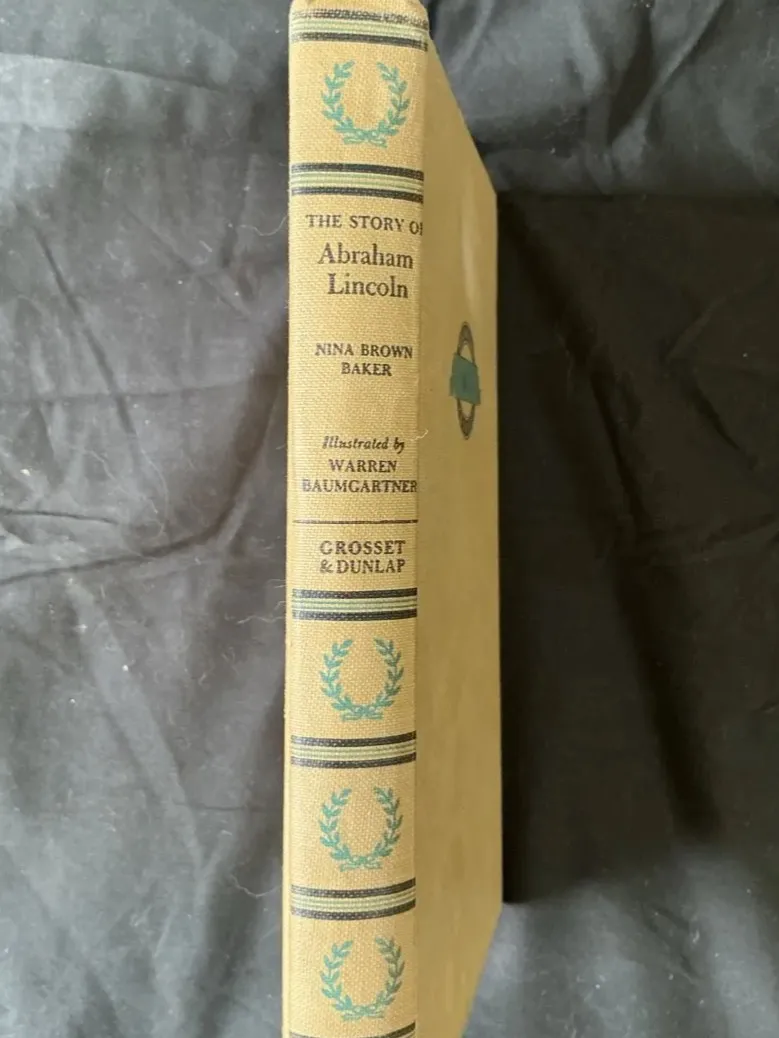 THE STORY OF
Abraham
Lincoln
NINA BROWN
BAKER
Illustrated by
WARREN
BAUMGARTNER
GROSSET
& DUNLAP